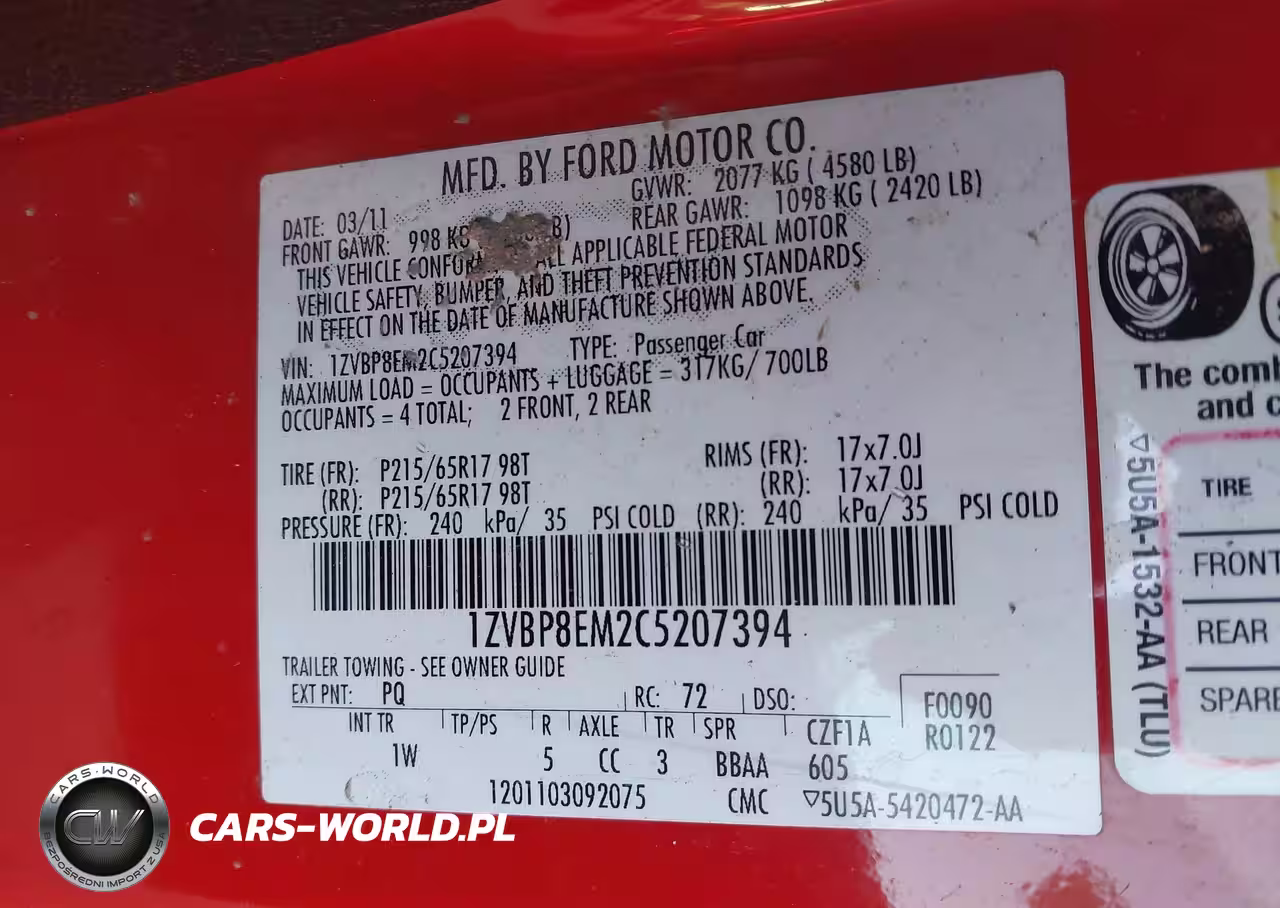 MFD. BY FORD MOTOR CO.
DATE: 03/11 GVWR: 2077 KG ( 4580 LB)
FRONT GAWR: 998 KG B) REAR GAWR: 1098 KG ( 2420 LB)
THIS VEHICLE ALL APPLICABLE FEDERAL MOTOR
VEHICLE SAFETY, BUMPER, AND THEFT PREVENTION STANDARDS
IN EFFECT ON THE DATE OF MANUFACTURE SHOWN ABOVE.
VIN: 1ZVBP8EM2C5207394 TYPE: Passenger Car
MAXIMUM LOAD = OCCUPANTS + LUGGAGE = 317KG/ 700LB
OCCUPANTS = 4 TOTAL; 2 FRONT, 2 REAR
TIRE (FR): P215/65R17 98T RIMS (FR): 17x7.0J
(RR): P215/65R17 98T (RR): 17x7.0J
PRESSURE (FR): 240 kPa/ 35 PSI COLD (RR): 240 kPa/ 35 PSI COLD
1ZVBP8EM2C5207394
TRAILER TOWING - SEE OWNER GUIDE
EXT PNT: PQ RC: 72 DSO: F0090
INT TR TP/PS R AXLE TR SPR CZF1A R0122
1W 5 CC 3 BBAA 605
1201103092075 CMC ▽5U5A-5420472-AA
The comb
and c
▽5U5A-1532-AA (TLU)
TIRE
FRONT
REAR
SPARE
CARS-WORLD
CW
BEZPOŚREDNI IMPORT Z USA
CARS-WORLD.PL